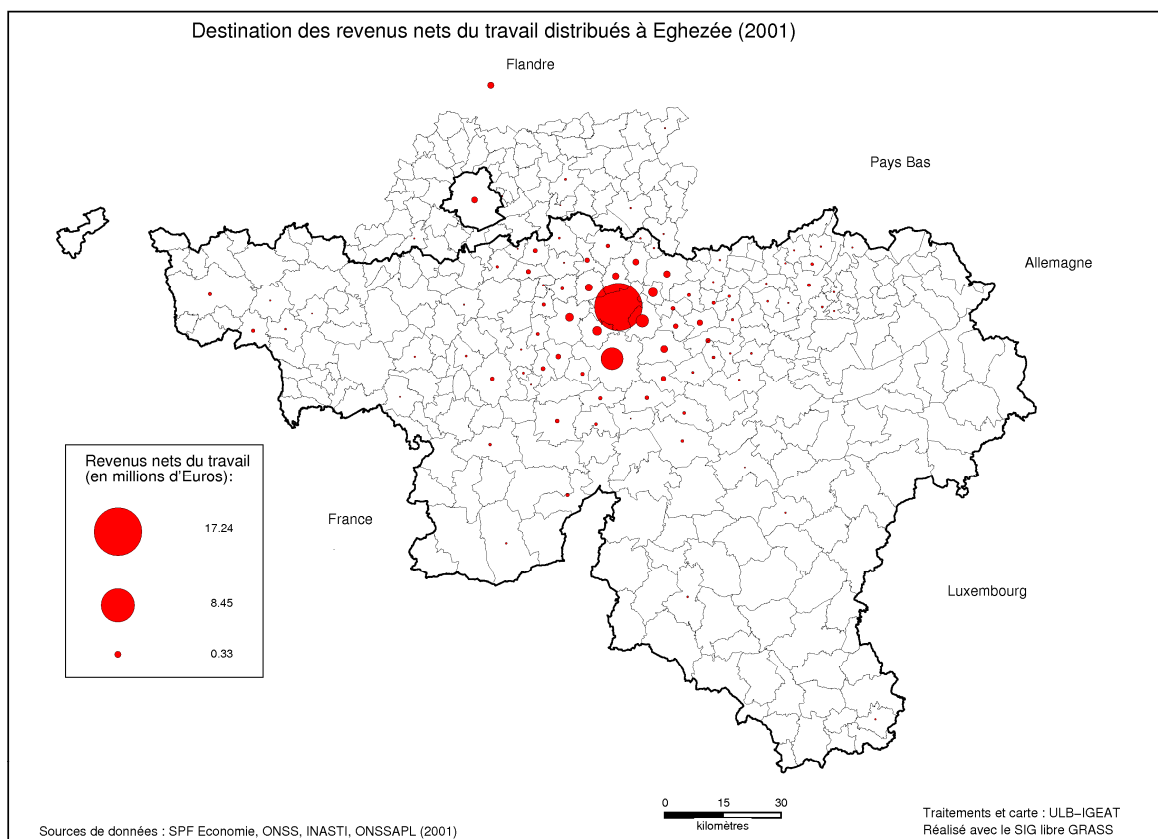 Destination des revenus nets du travail distribués à Eghezée (2001)
Flandre
Pays Bas
Allemagne
Revenus nets du travail
(en millions d'Euros):
17.24
8.45
0.33
France
Luxembourg
0 15 30
kilomètres
Sources de données : SPF Economie, ONSS, INASTI, ONSSAPL (2001)
Traitements et carte : ULB-IGEAT
Réalisé avec le SIG libre GRASS